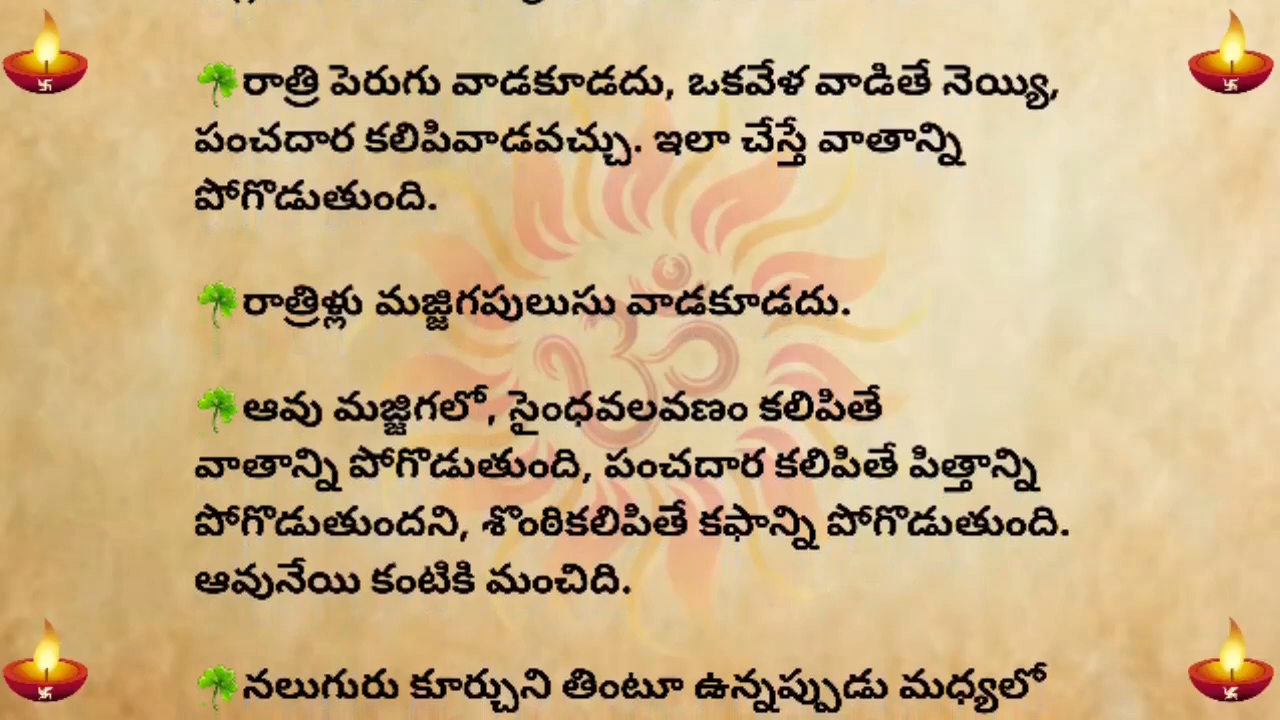 ☘️రాత్రి పెరుగు వాడకూడదు, ఒకవేళ వాడితే నెయ్యి,
పంచదార కలిపివాడవచ్చు. ఇలా చేస్తే వాతాన్ని
పోగొడుతుంది.
☘️రాత్రిళ్లు మజ్జిగపులుసు వాడకూడదు.
☘️ఆవు మజ్జిగలో, సైంధవలవణం కలిపితే
వాతాన్ని పోగొడుతుంది, పంచదార కలిపితే పిత్తాన్ని
పోగొడుతుందని, శొంఠికలిపితే కఫాన్ని పోగొడుతుంది.
ఆవునేయి కంటికి మంచిది.
☘️నలుగురు కూర్చుని తింటూ ఉన్నప్పుడు మధ్యలో